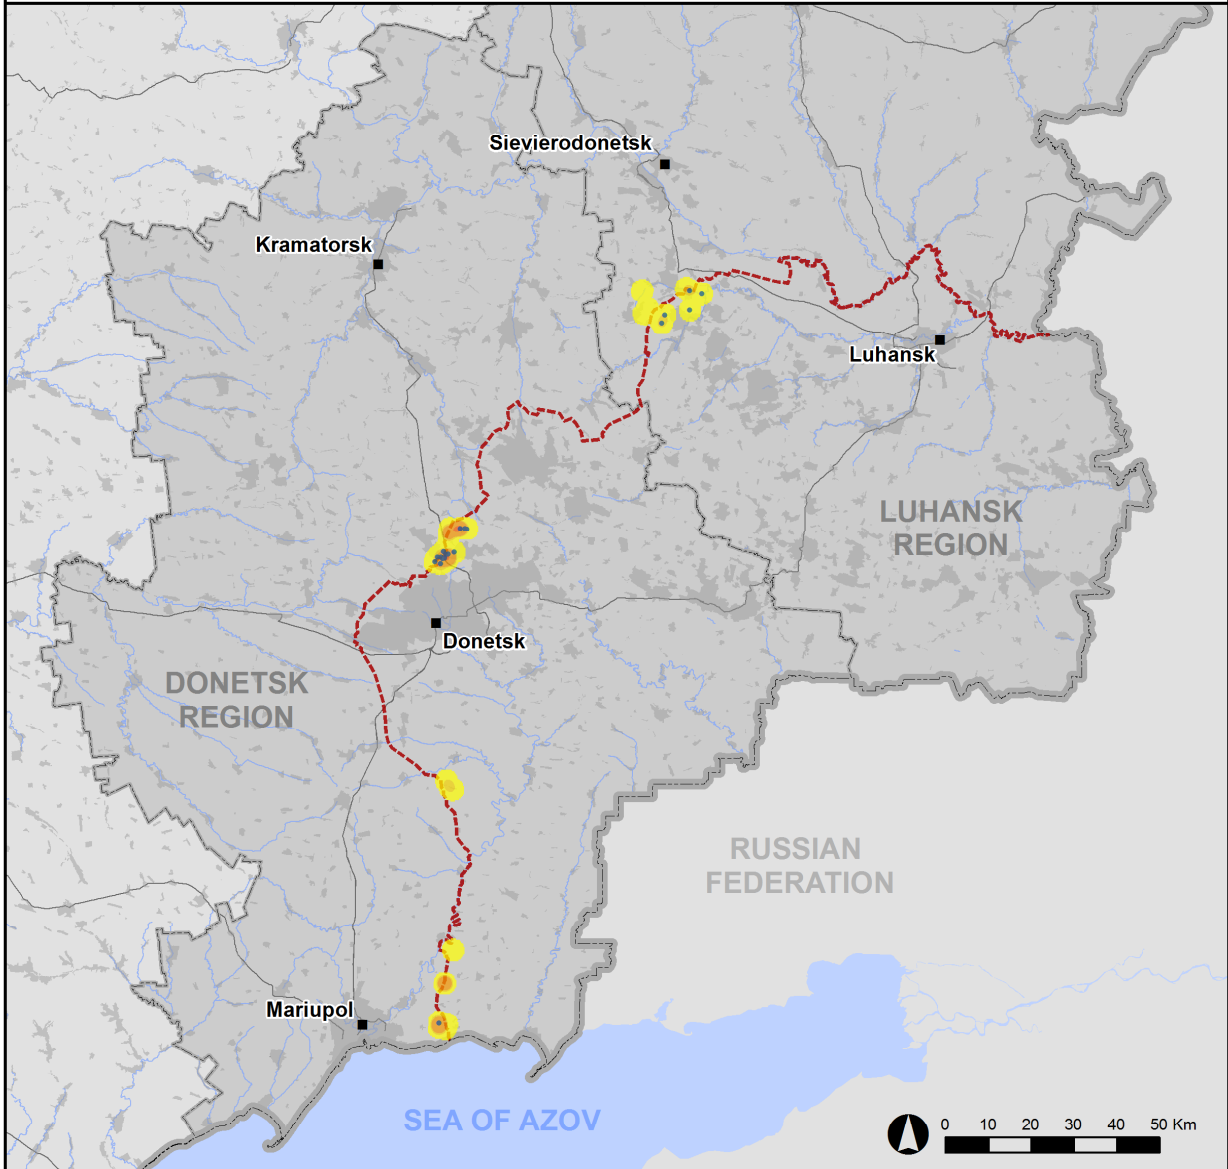 Sievierodonetsk
Kramatorsk
Luhansk
LUHANSK
REGION
Donetsk
DONETSK
REGION
RUSSIAN
FEDERATION
Mariupol
SEA OF AZOV
0 10 20 30 40 50 Km